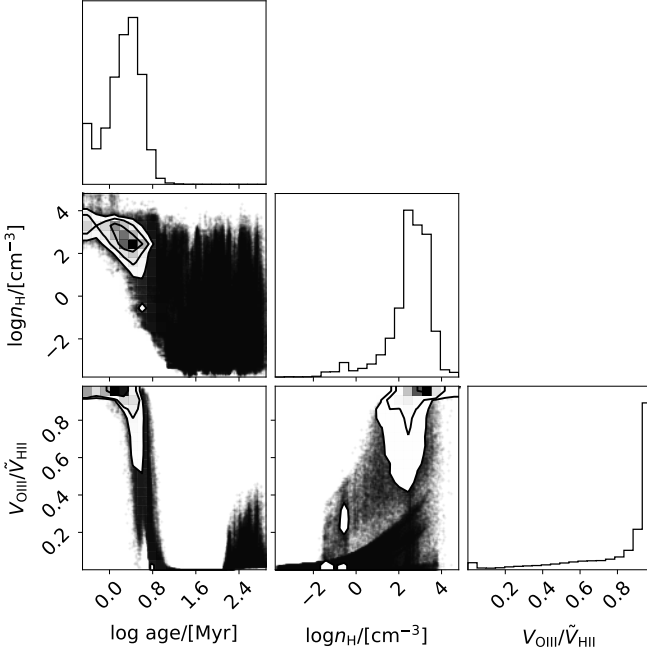 4
2
0
−2
log n_H/[cm⁻³]
0.8
0.6
0.4
0.2
V_OIII/Ṽ_HII
0.0 0.8 1.6 2.4
−2 0 2 4
0.2 0.4 0.6 0.8
log age/[Myr]
log n_H/[cm⁻³]
V_OIII/Ṽ_HII